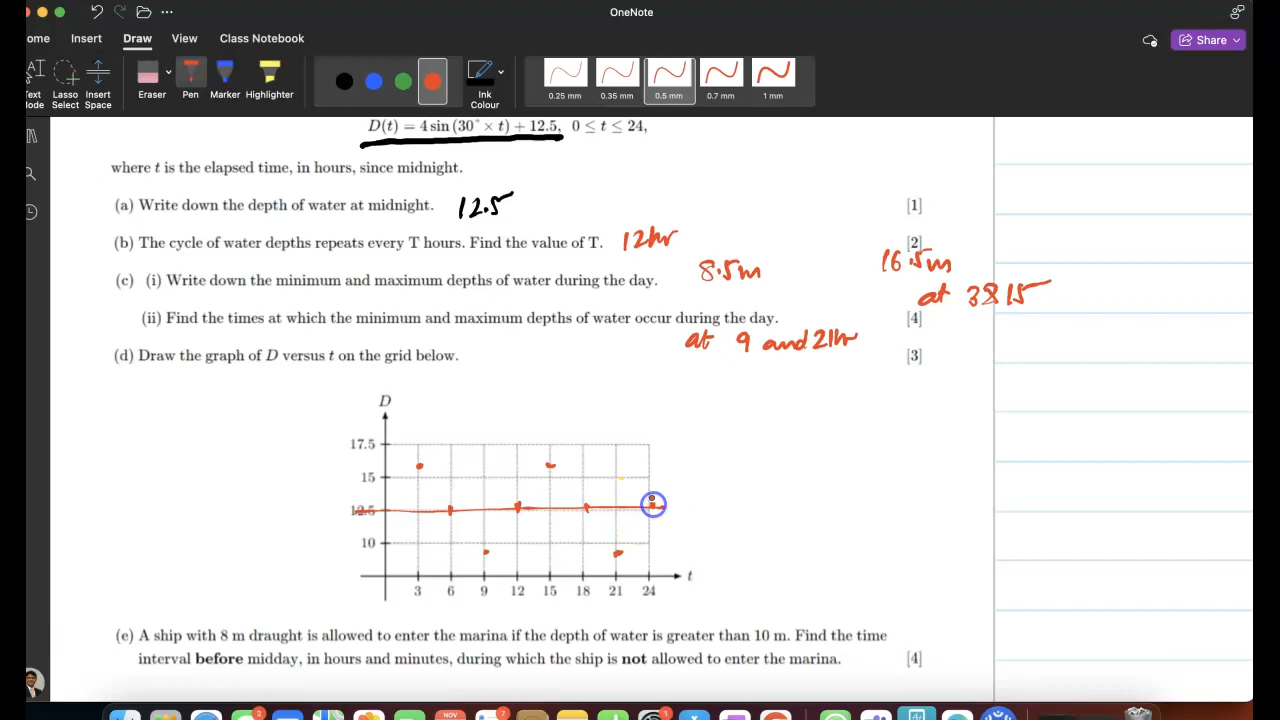 OneNote
ome Insert Draw View Class Notebook Share
Text Mode Lasso Select Insert Space Eraser Pen Marker Highlighter Ink Colour 0.25 mm 0.35 mm 0.5 mm 0.7 mm 1 mm
D(t) = 4 sin (30° × t) + 12.5, 0 ≤ t ≤ 24,
where t is the elapsed time, in hours, since midnight.
(a) Write down the depth of water at midnight. 12.5 [1]
(b) The cycle of water depths repeats every T hours. Find the value of T. 12hr [2]
8.5m 16.5m
(c) (i) Write down the minimum and maximum depths of water during the day.
at 3&15
(ii) Find the times at which the minimum and maximum depths of water occur during the day. [4]
at 9 and 21hr
(d) Draw the graph of D versus t on the grid below. [3]
D
17.5
15
12.5
10
t
3 6 9 12 15 18 21 24
(e) A ship with 8 m draught is allowed to enter the marina if the depth of water is greater than 10 m. Find the time
interval before midday, in hours and minutes, during which the ship is not allowed to enter the marina. [4]